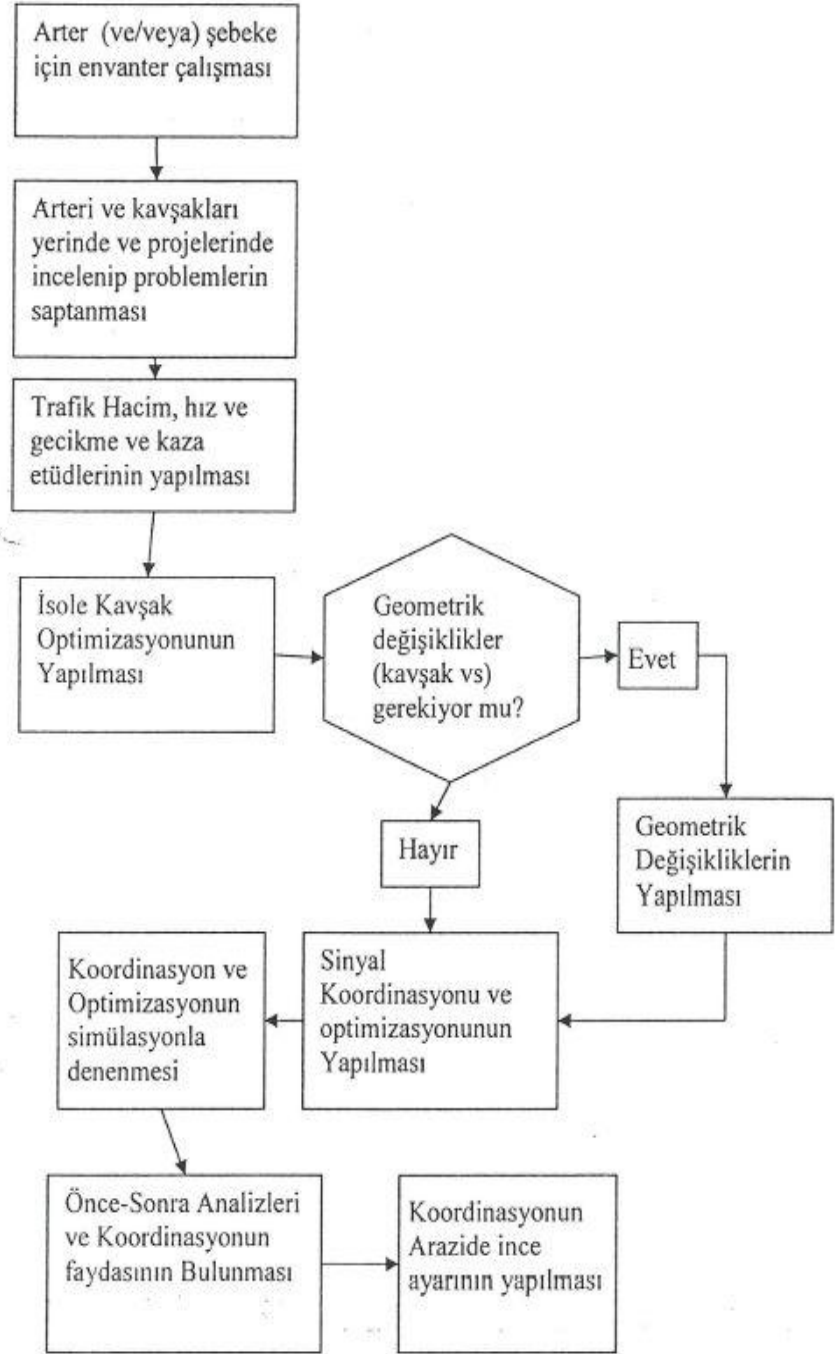 Arter (ve/veya) şebeke
için envanter çalışması
Arteri ve kavşakları
yerinde ve projelerinde
incelenip problemlerin
saptanması
Trafik Hacim, hız ve
gecikme ve kaza
etüdlerinin yapılması
İsole Kavşak
Optimizasyonunun
Yapılması
Geometrik
değişiklikler
(kavşak vs)
gerekiyor mu?
Evet
Hayır
Geometrik
Değişikliklerin
Yapılması
Sinyal
Koordinasyonu ve
optimizasyonunun
Yapılması
Koordinasyon ve
Optimizasyonun
simülasyonla
denenmesi
Önce-Sonra Analizleri
ve Koordinasyonun
faydasının Bulunması
Koordinasyonun
Arazide ince
ayarının yapılması